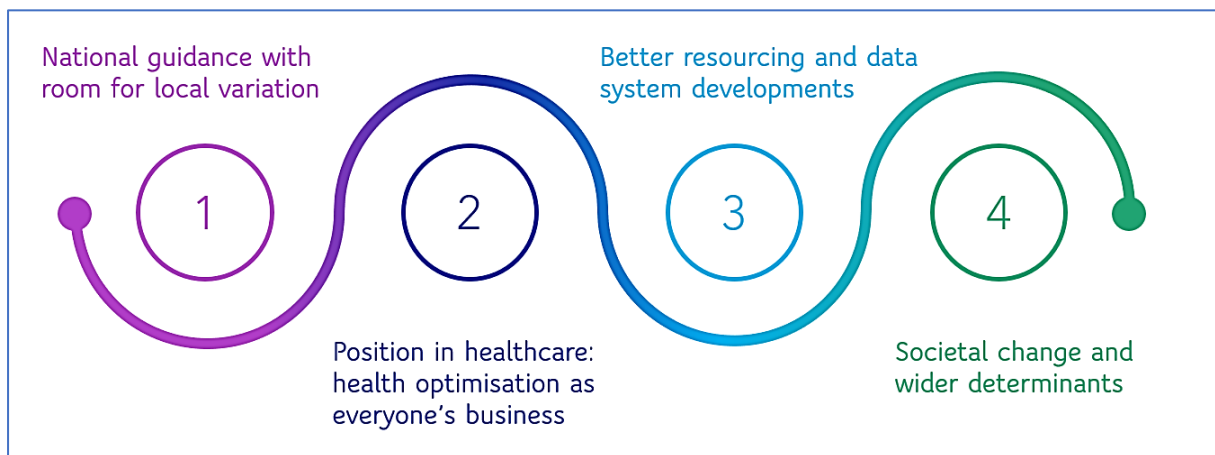 National guidance with
room for local variation
1
Position in healthcare:
health optimisation as
everyone's business
2
Better resourcing and data
system developments
3
Societal change and
wider determinants
4